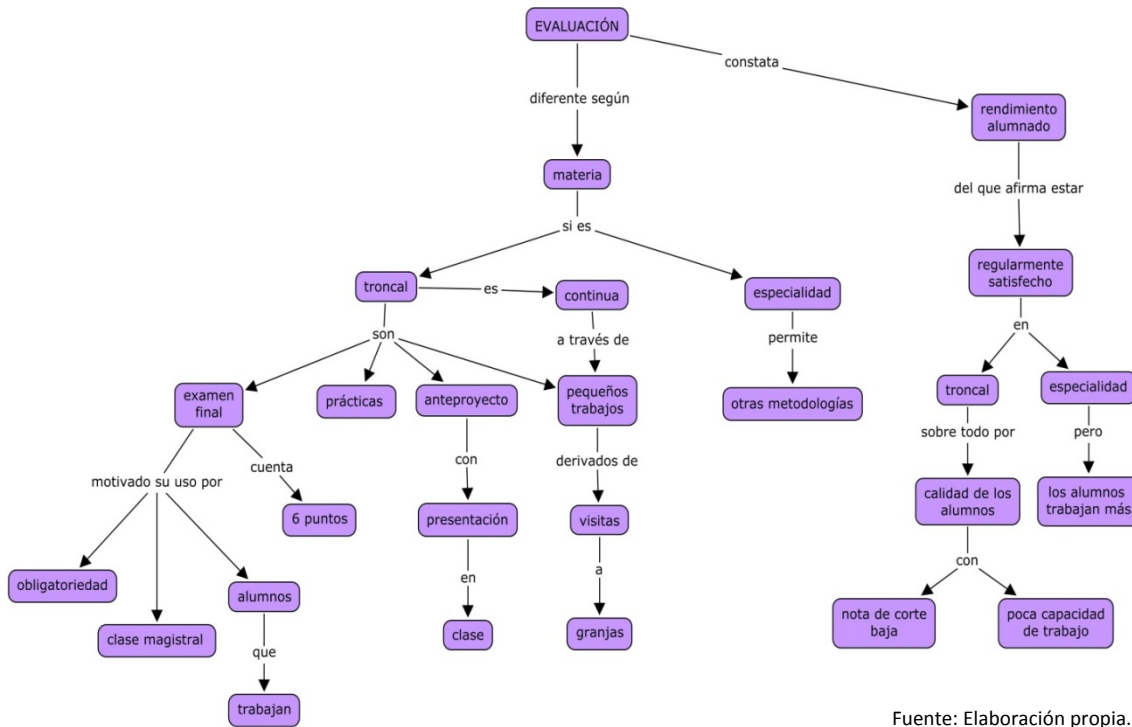 EVALUACIÓN
constata
diferente según
rendimiento
alumnado
materia
del que afirma estar
si es
regularmente
satisfecho
troncal
es
continua
especialidad
en
son
a través de
permite
examen
final
prácticas
anteproyecto
pequeños
trabajos
otras metodologías
troncal
especialidad
sobre todo por
pero
cuenta
con
derivados de
motivado su uso por
6 puntos
presentación
visitas
calidad de los
alumnos
los alumnos
trabajan más
obligatoriedad
alumnos
en
a
con
clase magistral
clase
granjas
nota de corte
baja
poca capacidad
de trabajo
que
trabajan
Fuente: Elaboración propia.